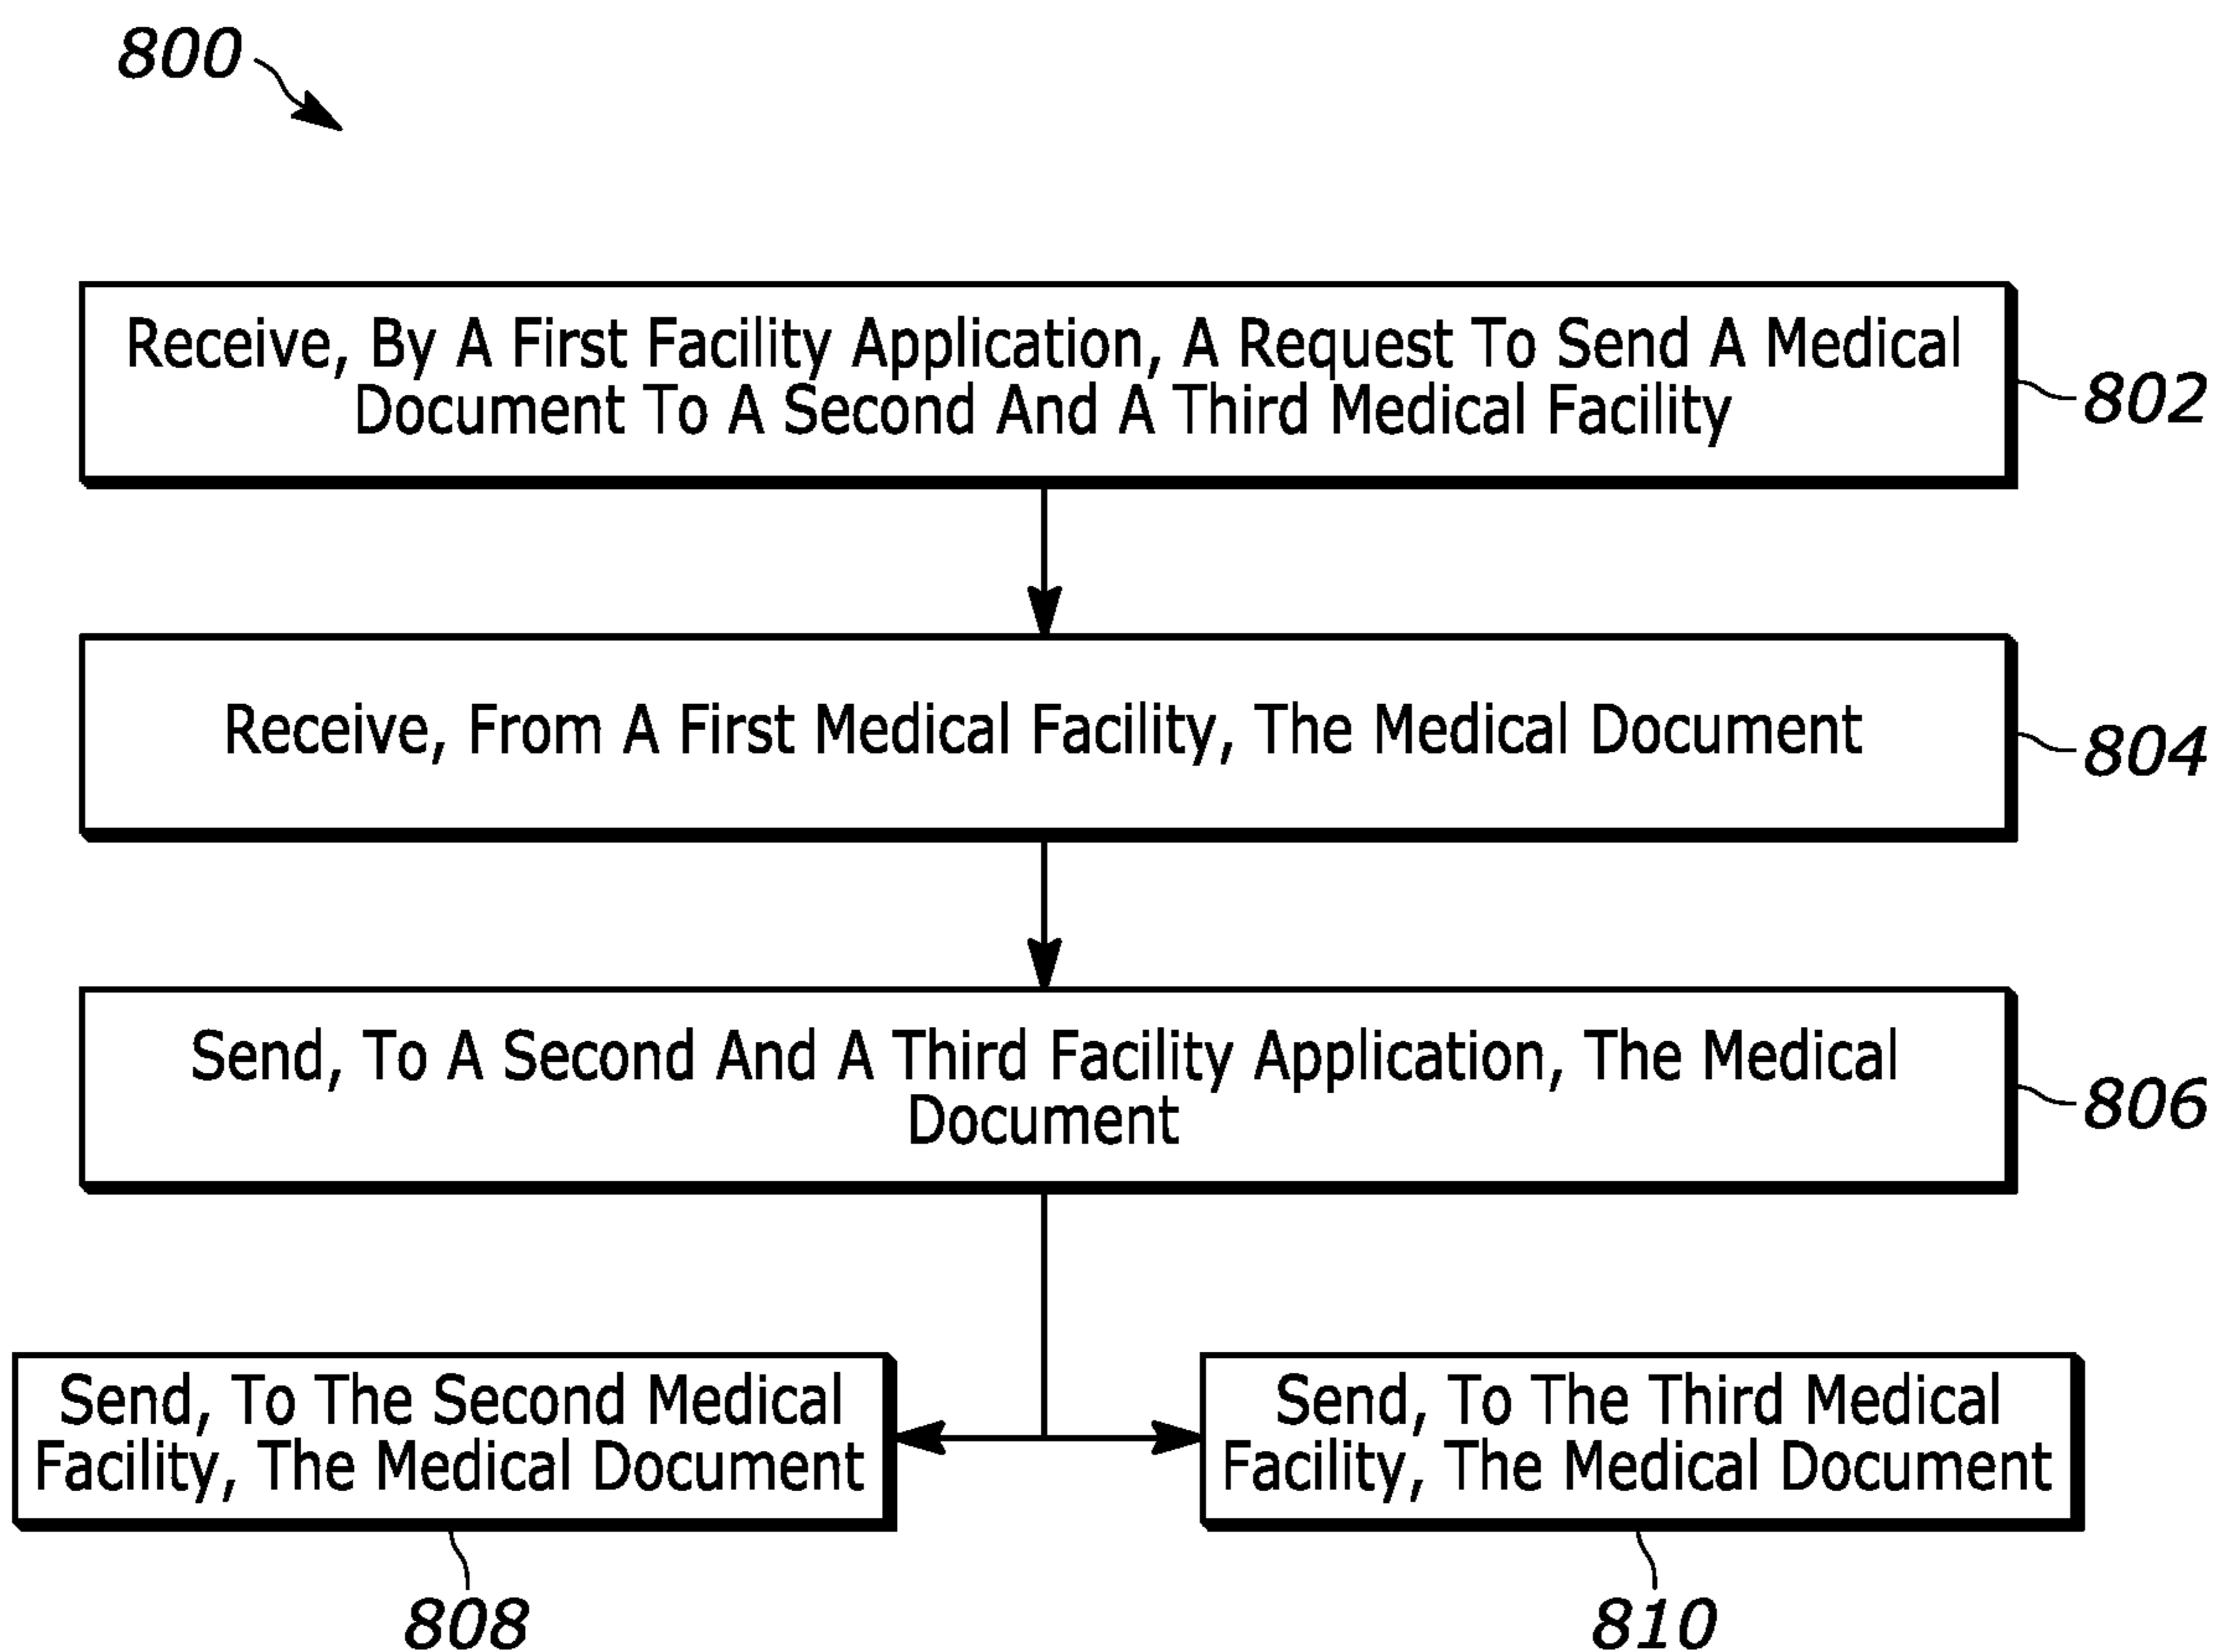 800
Receive, By A First Facility Application, A Request To Send A Medical
Document To A Second And A Third Medical Facility
802
Receive, From A First Medical Facility, The Medical Document
804
Send, To A Second And A Third Facility Application, The Medical
Document
806
Send, To The Second Medical
Facility, The Medical Document
808
Send, To The Third Medical
Facility, The Medical Document
810